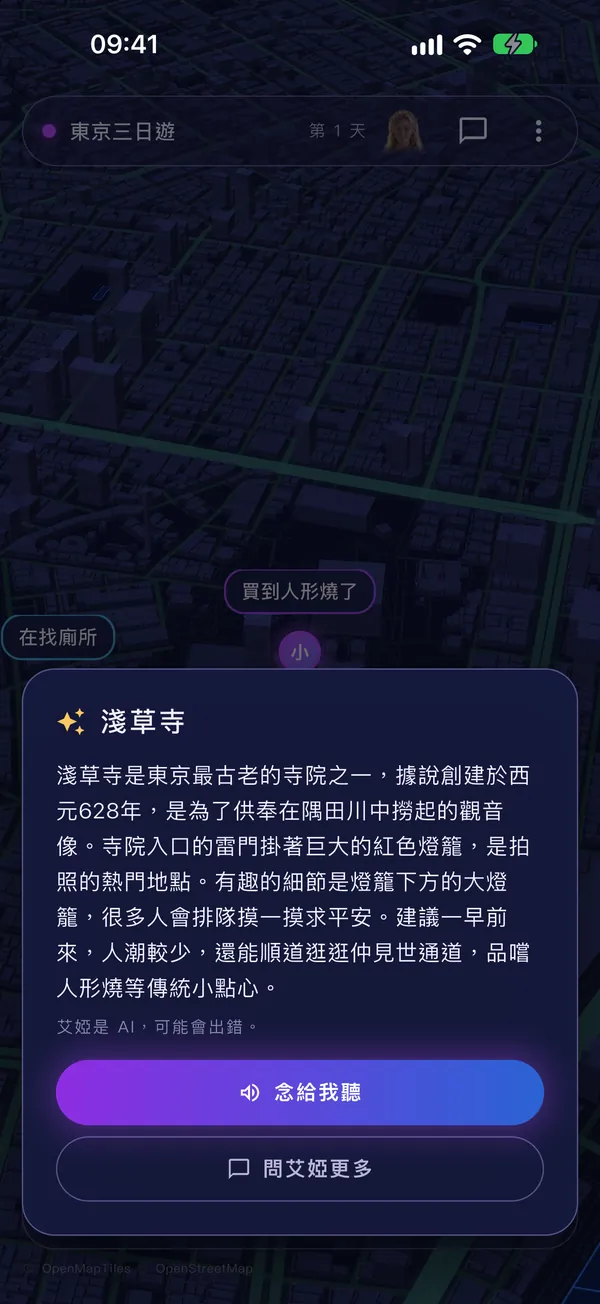 09:41
東京三日遊
第 1 天
買到人形燒了
在找廁所
小
淺草寺
淺草寺是東京最古老的寺院之一，據說創建於西
元628年，是為了供奉在隅田川中撈起的觀音
像。寺院入口的雷門掛著巨大的紅色燈籠，是拍
照的熱門地點。有趣的細節是燈籠下方的大燈
籠，很多人會排隊摸一摸求平安。建議一早前
來，人潮較少，還能順道逛逛仲見世通道，品嚐
人形燒等傳統小點心。
艾婭是 AI，可能會出錯。
念給我聽
問艾婭更多
© OpenMapTiles © OpenStreetMap